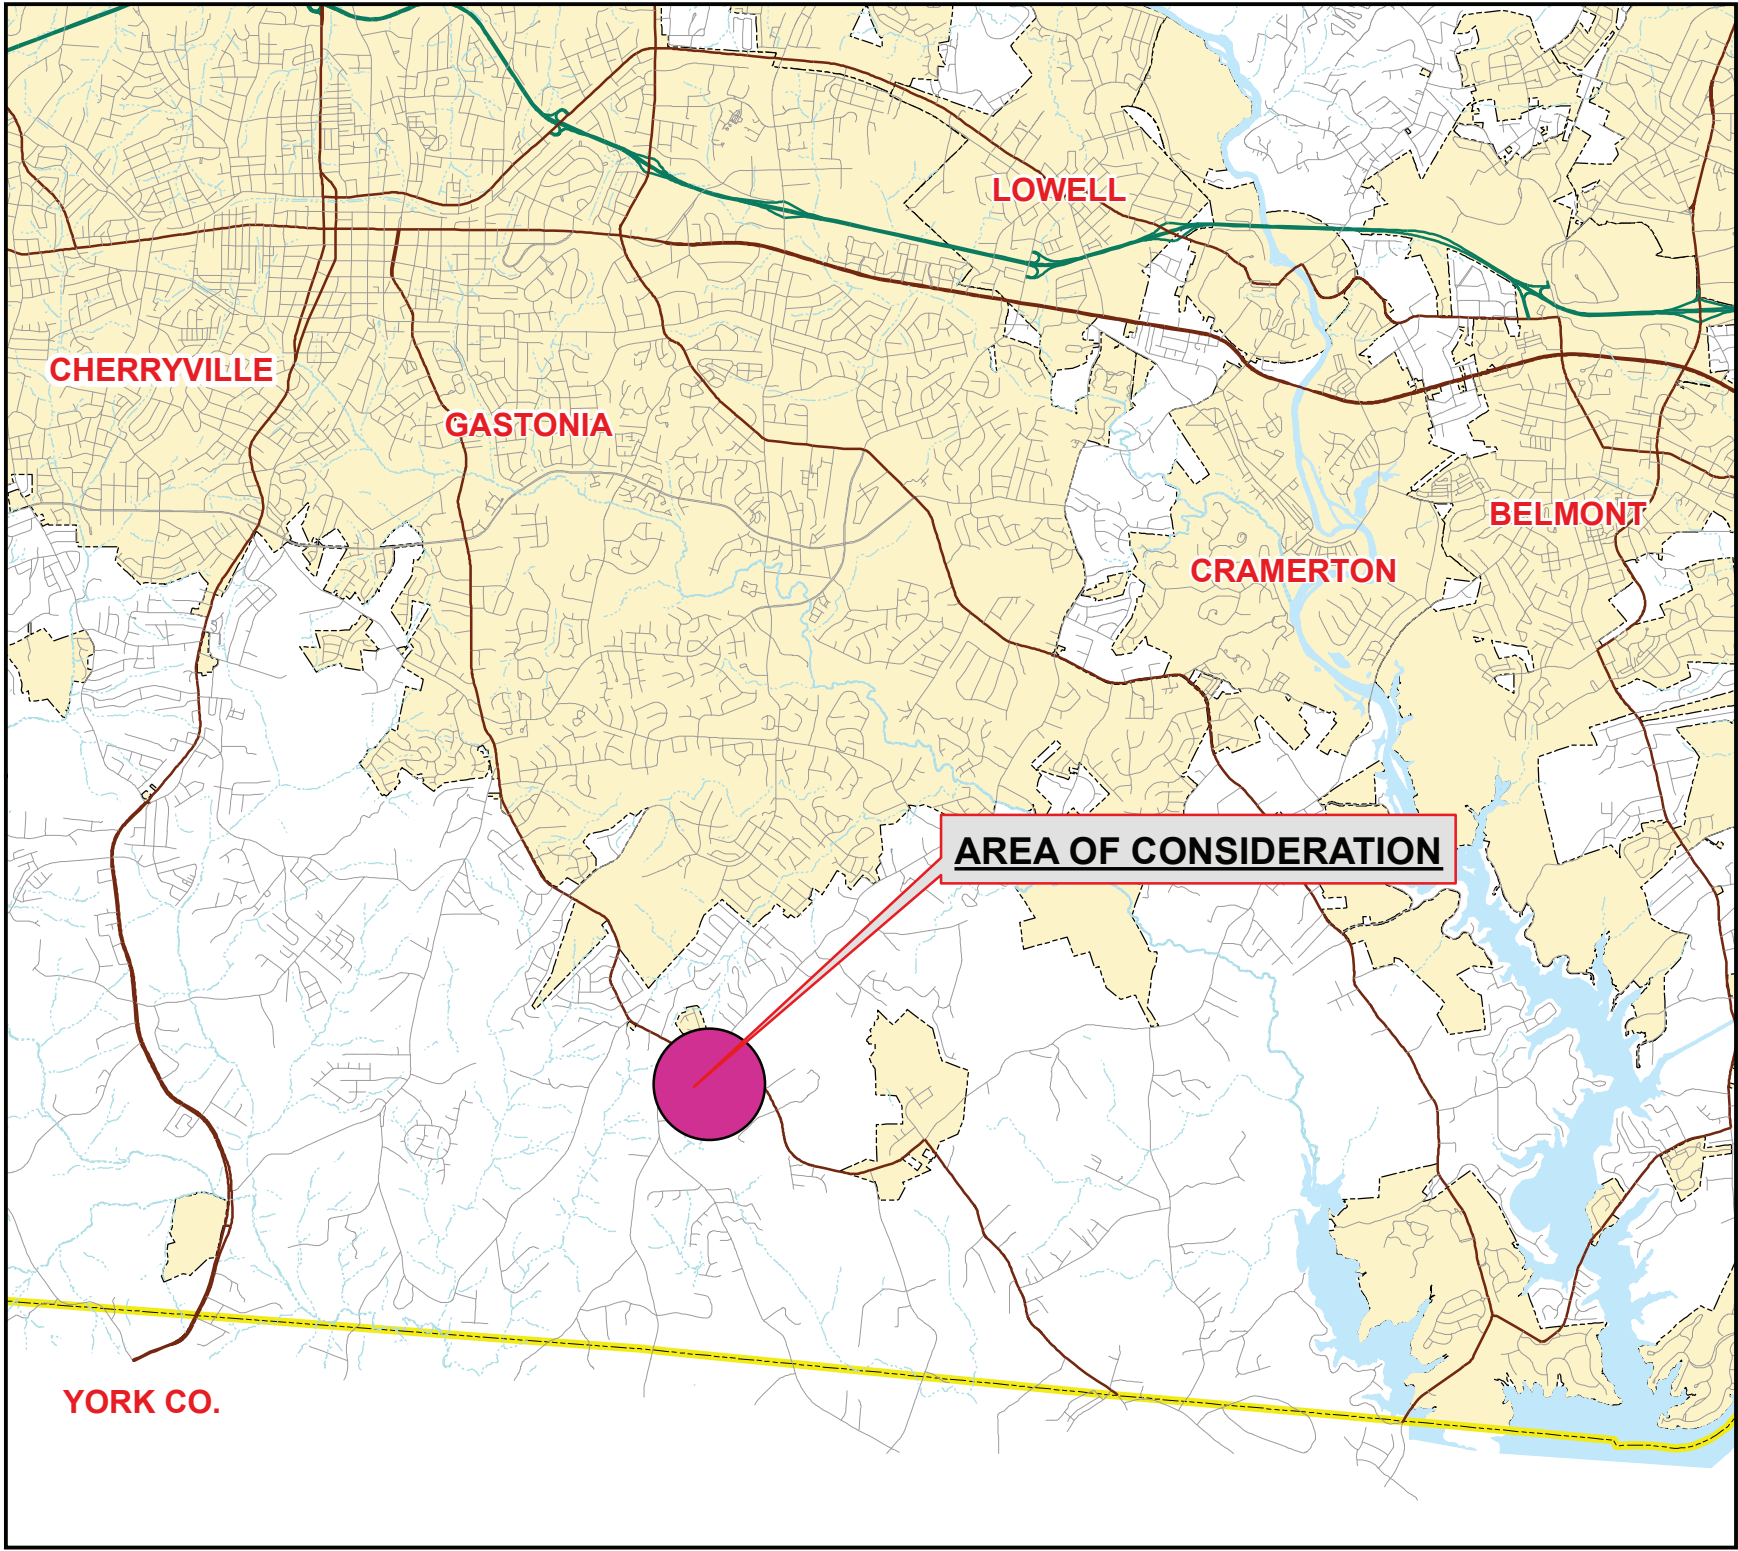 LOWELL
CHERRYVILLE
GASTONIA
BELMONT
CRAMERTON
AREA OF CONSIDERATION
YORK CO.